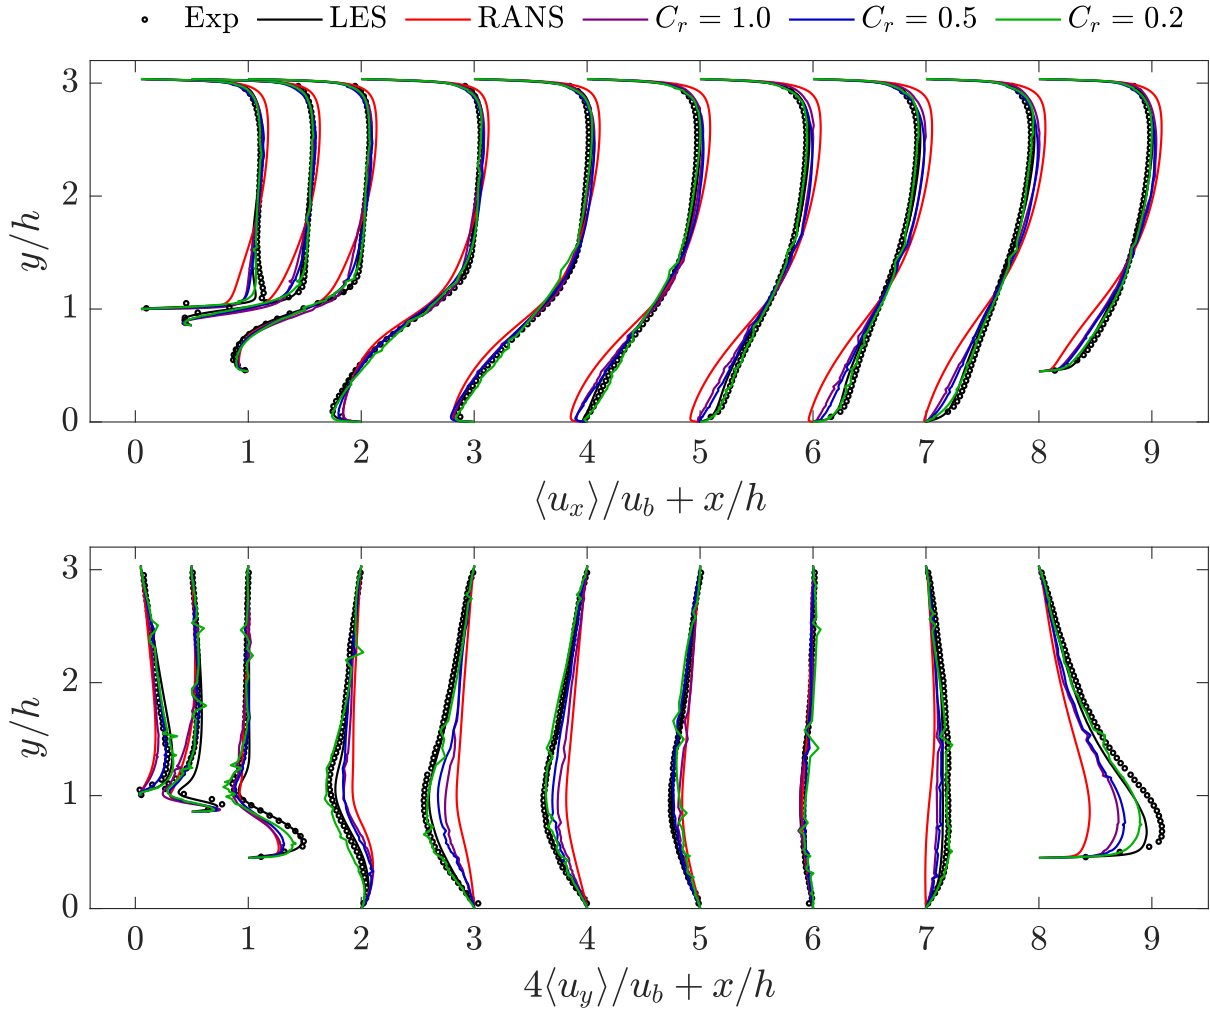 Exp LES RANS C_r = 1.0 C_r = 0.5 C_r = 0.2
3
2
1
0
y/h
0 1 2 3 4 5 6 7 8 9
⟨u_x⟩/u_b + x/h
3
2
1
0
y/h
0 1 2 3 4 5 6 7 8 9
4⟨u_y⟩/u_b + x/h